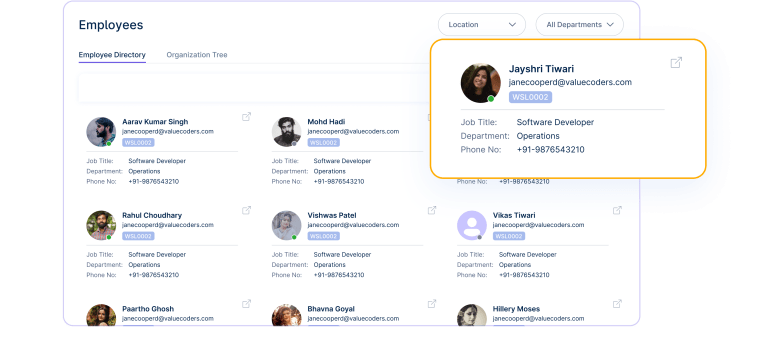 Employees
Location
All Departments
Employee Directory
Organization Tree
Jayshri Tiwari
janecooperd@valuecoders.com
WSL0002
Job Title: Software Developer
Department: Operations
Phone No: +91-9876543210
Aarav Kumar Singh
janecooperd@valuecoders.com
WSL0002
Job Title: Software Developer
Department: Operations
Phone No: +91-9876543210
Mohd Hadi
janecooperd@valuecoders.com
WSL0002
Job Title: Software Developer
Department: Operations
Phone No: +91-9876543210
Phone No: +91-9876543210
Rahul Choudhary
janecooperd@valuecoders.com
WSL0002
Job Title: Software Developer
Department: Operations
Phone No: +91-9876543210
Vishwas Patel
janecooperd@valuecoders.com
WSL0002
Job Title: Software Developer
Department: Operations
Phone No: +91-9876543210
Vikas Tiwari
janecooperd@valuecoders.com
WSL0002
Job Title: Software Developer
Department: Operations
Phone No: +91-9876543210
Paartho Ghosh
janecooperd@valuecoders.com
Bhavna Goyal
janecooperd@valuecoders.com
Hillery Moses
janecooperd@valuecoders.com